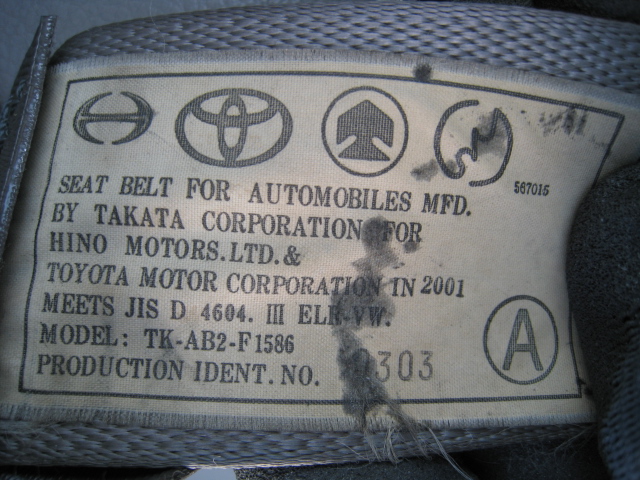 567015
SEAT BELT FOR AUTOMOBILES MFD.
BY TAKATA CORPORATION FOR
HINO MOTORS.LTD.&
TOYOTA MOTOR CORPORATION IN 2001
MEETS JIS D 4604. III ELR-VW.
MODEL: TK-AB2-F1586
PRODUCTION IDENT. NO.
A